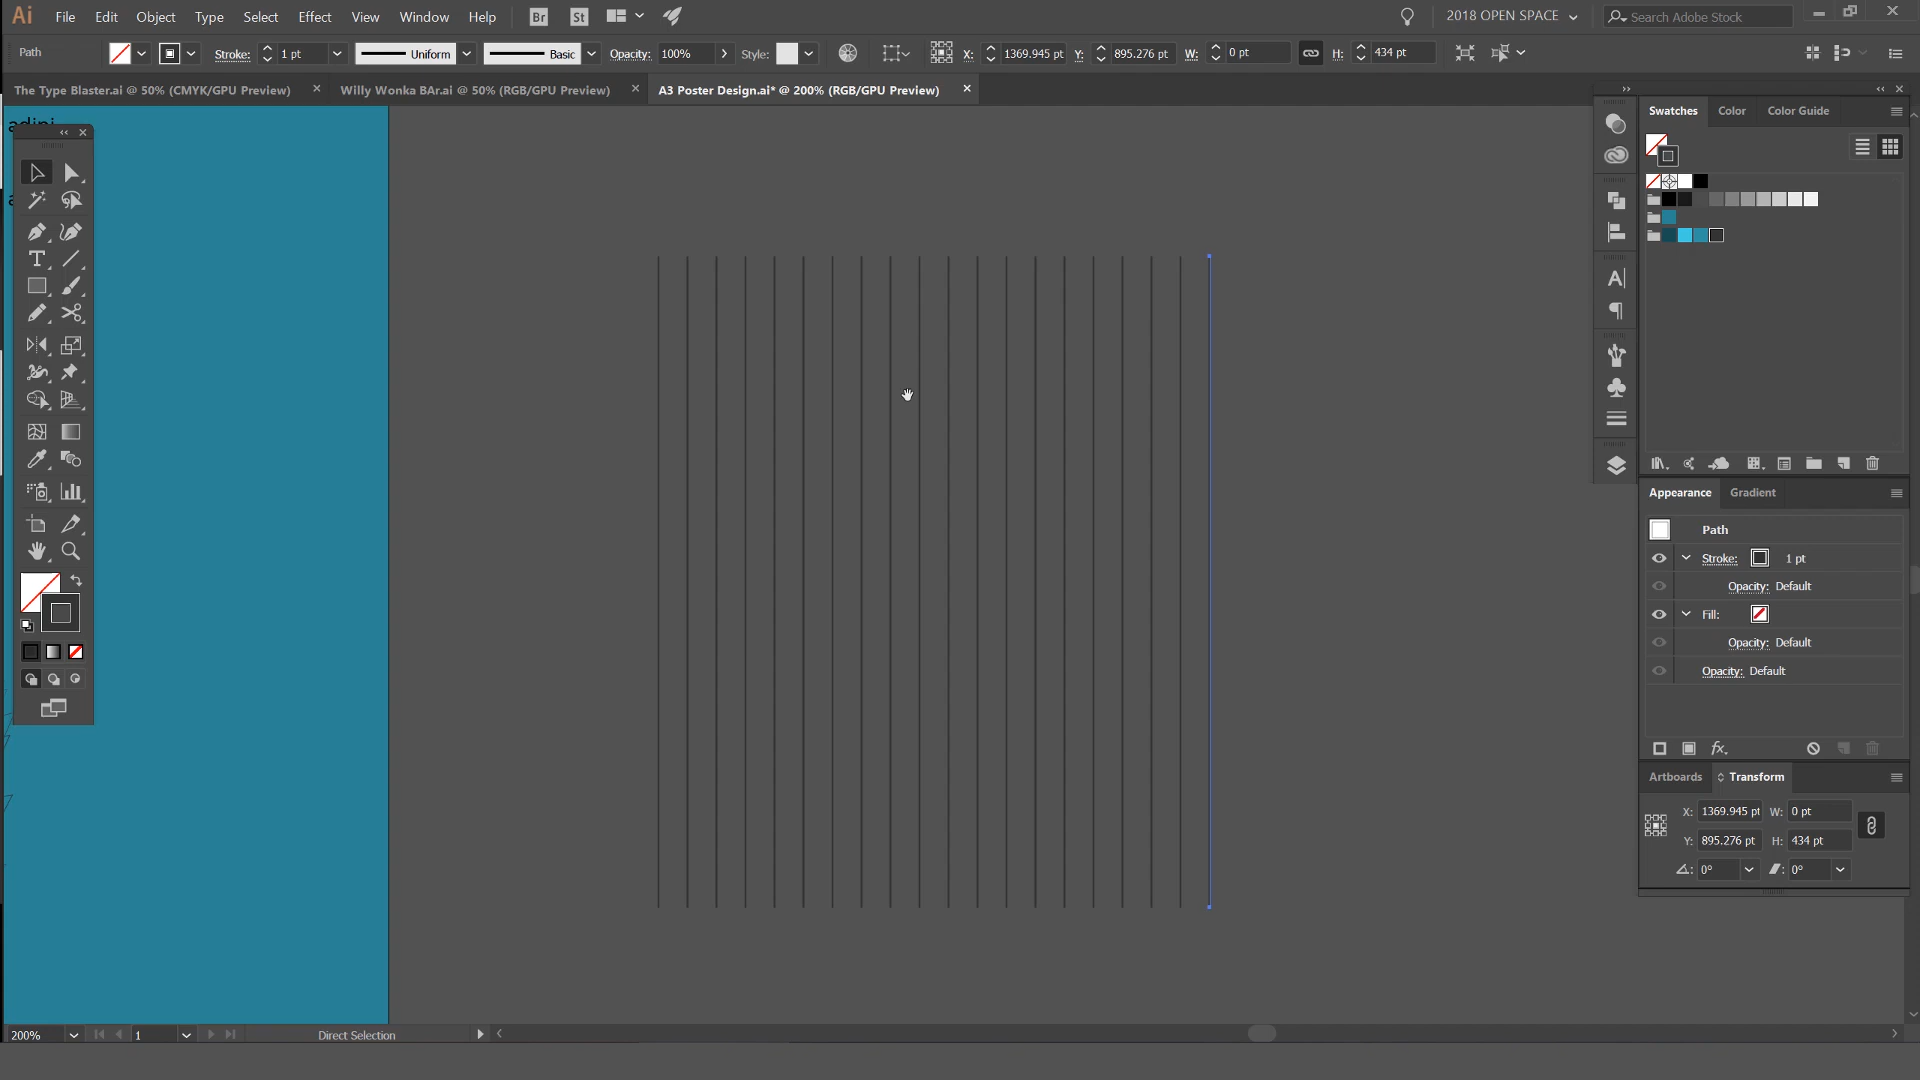 Ai File Edit Object Type Select Effect View Window Help Br St 2018 OPEN SPACE Search Adobe Stock
Path Stroke: 1 pt Uniform Basic Opacity: 100% Style: X: 1369.945 pt Y: 895.276 pt W: 0 pt H: 434 pt
The Type Blaster.ai @ 50% (CMYK/GPU Preview) Willy Wonka BAr.ai @ 50% (RGB/GPU Preview) A3 Poster Design.ai* @ 200% (RGB/GPU Preview)
Swatches Color Color Guide
adipi
Appearance Gradient
Path
Stroke: 1 pt
Opacity: Default
Fill:
Opacity: Default
Opacity: Default
fx
Artboards Transform
X: 1369.945 pt W: 0 pt
Y: 895.276 pt H: 434 pt
0° 0°
200% 1 Direct Selection